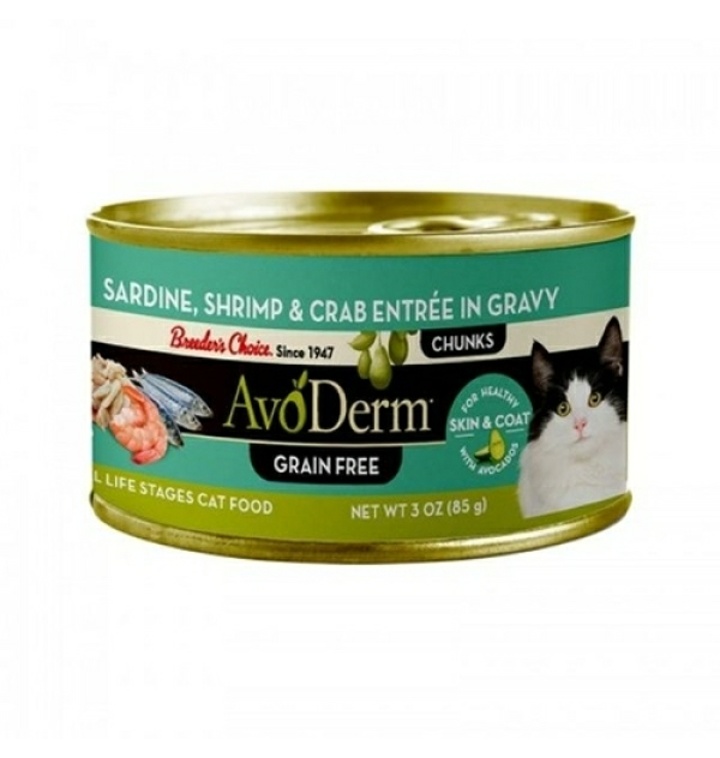 SARDINE, SHRIMP & CRAB ENTRÉE IN GRAVY
Breeder's Choice. Since 1947
CHUNKS
AvoDerm
GRAIN FREE
FOR HEALTHY
SKIN & COAT
WITH AVOCADOS
LIFE STAGES CAT FOOD
NET WT 3 OZ (85 g)